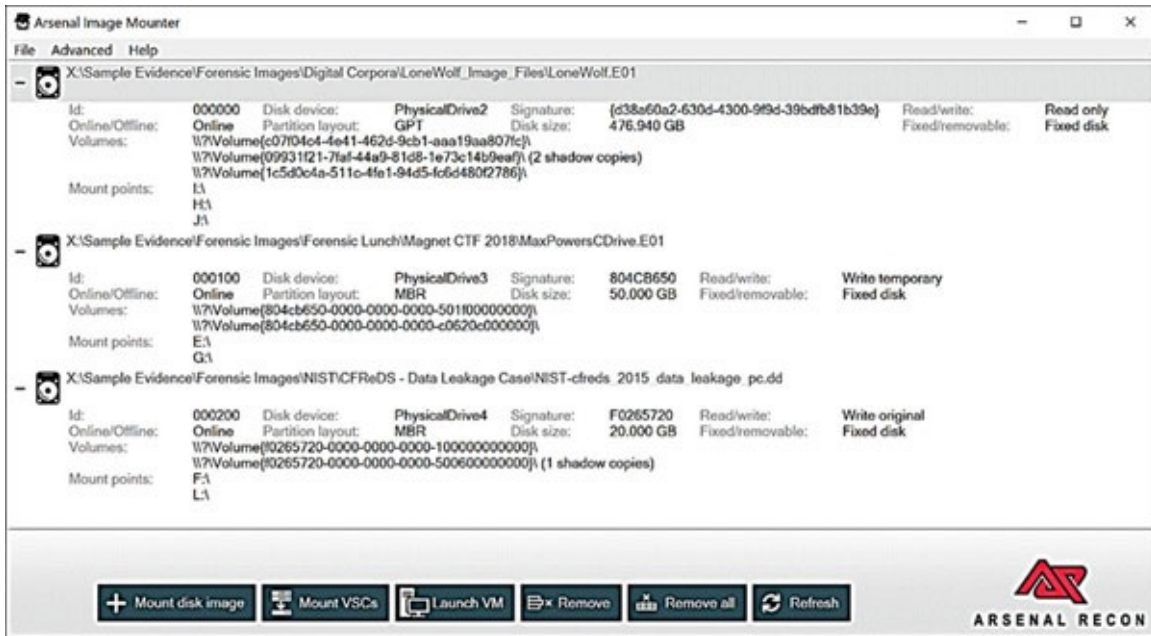 Arsenal Image Mounter
File Advanced Help
X:\Sample Evidence\Forensic Images\Digital Corpora\LoneWolf_Image_Files\LoneWolf.E01
Id: 000000 Disk device: PhysicalDrive2 Signature: {d38a60a2-630d-4300-9f9d-39bdfb81b39e} Read/write: Read only
Online/Offline: Online Partition layout: GPT Disk size: 476.940 GB Fixed/removable: Fixed disk
Volumes: \\?\Volume{c07f04c4-4e41-462d-9cb1-aaa19aa807fc}\
\\?\Volume{09931f21-7faf-44a9-81d8-1e73c14b9eaf}\ (2 shadow copies)
\\?\Volume{1c5d0c4a-511c-4fe1-94d5-fc6d480f2786}\
Mount points: I:\
H:\
J:\
X:\Sample Evidence\Forensic Images\Forensic Lunch\Magnet CTF 2018\MaxPowersCDrive.E01
Id: 000100 Disk device: PhysicalDrive3 Signature: 804CB650 Read/write: Write temporary
Online/Offline: Online Partition layout: MBR Disk size: 50.000 GB Fixed/removable: Fixed disk
Volumes: \\?\Volume{804cb650-0000-0000-0000-501f00000000}\
\\?\Volume{804cb650-0000-0000-0000-c0620c000000}\
Mount points: E:\
G:\
X:\Sample Evidence\Forensic Images\NIST\CFReDS - Data Leakage Case\NIST-cfreds_2015_data_leakage_pc.dd
Id: 000200 Disk device: PhysicalDrive4 Signature: F0265720 Read/write: Write original
Online/Offline: Online Partition layout: MBR Disk size: 20.000 GB Fixed/removable: Fixed disk
Volumes: \\?\Volume{f0265720-0000-0000-0000-100000000000}\
\\?\Volume{f0265720-0000-0000-0000-500600000000}\ (1 shadow copies)
Mount points: F:\
L:\
Mount disk image Mount VSCs Launch VM Remove Remove all Refresh
ARSENAL RECON